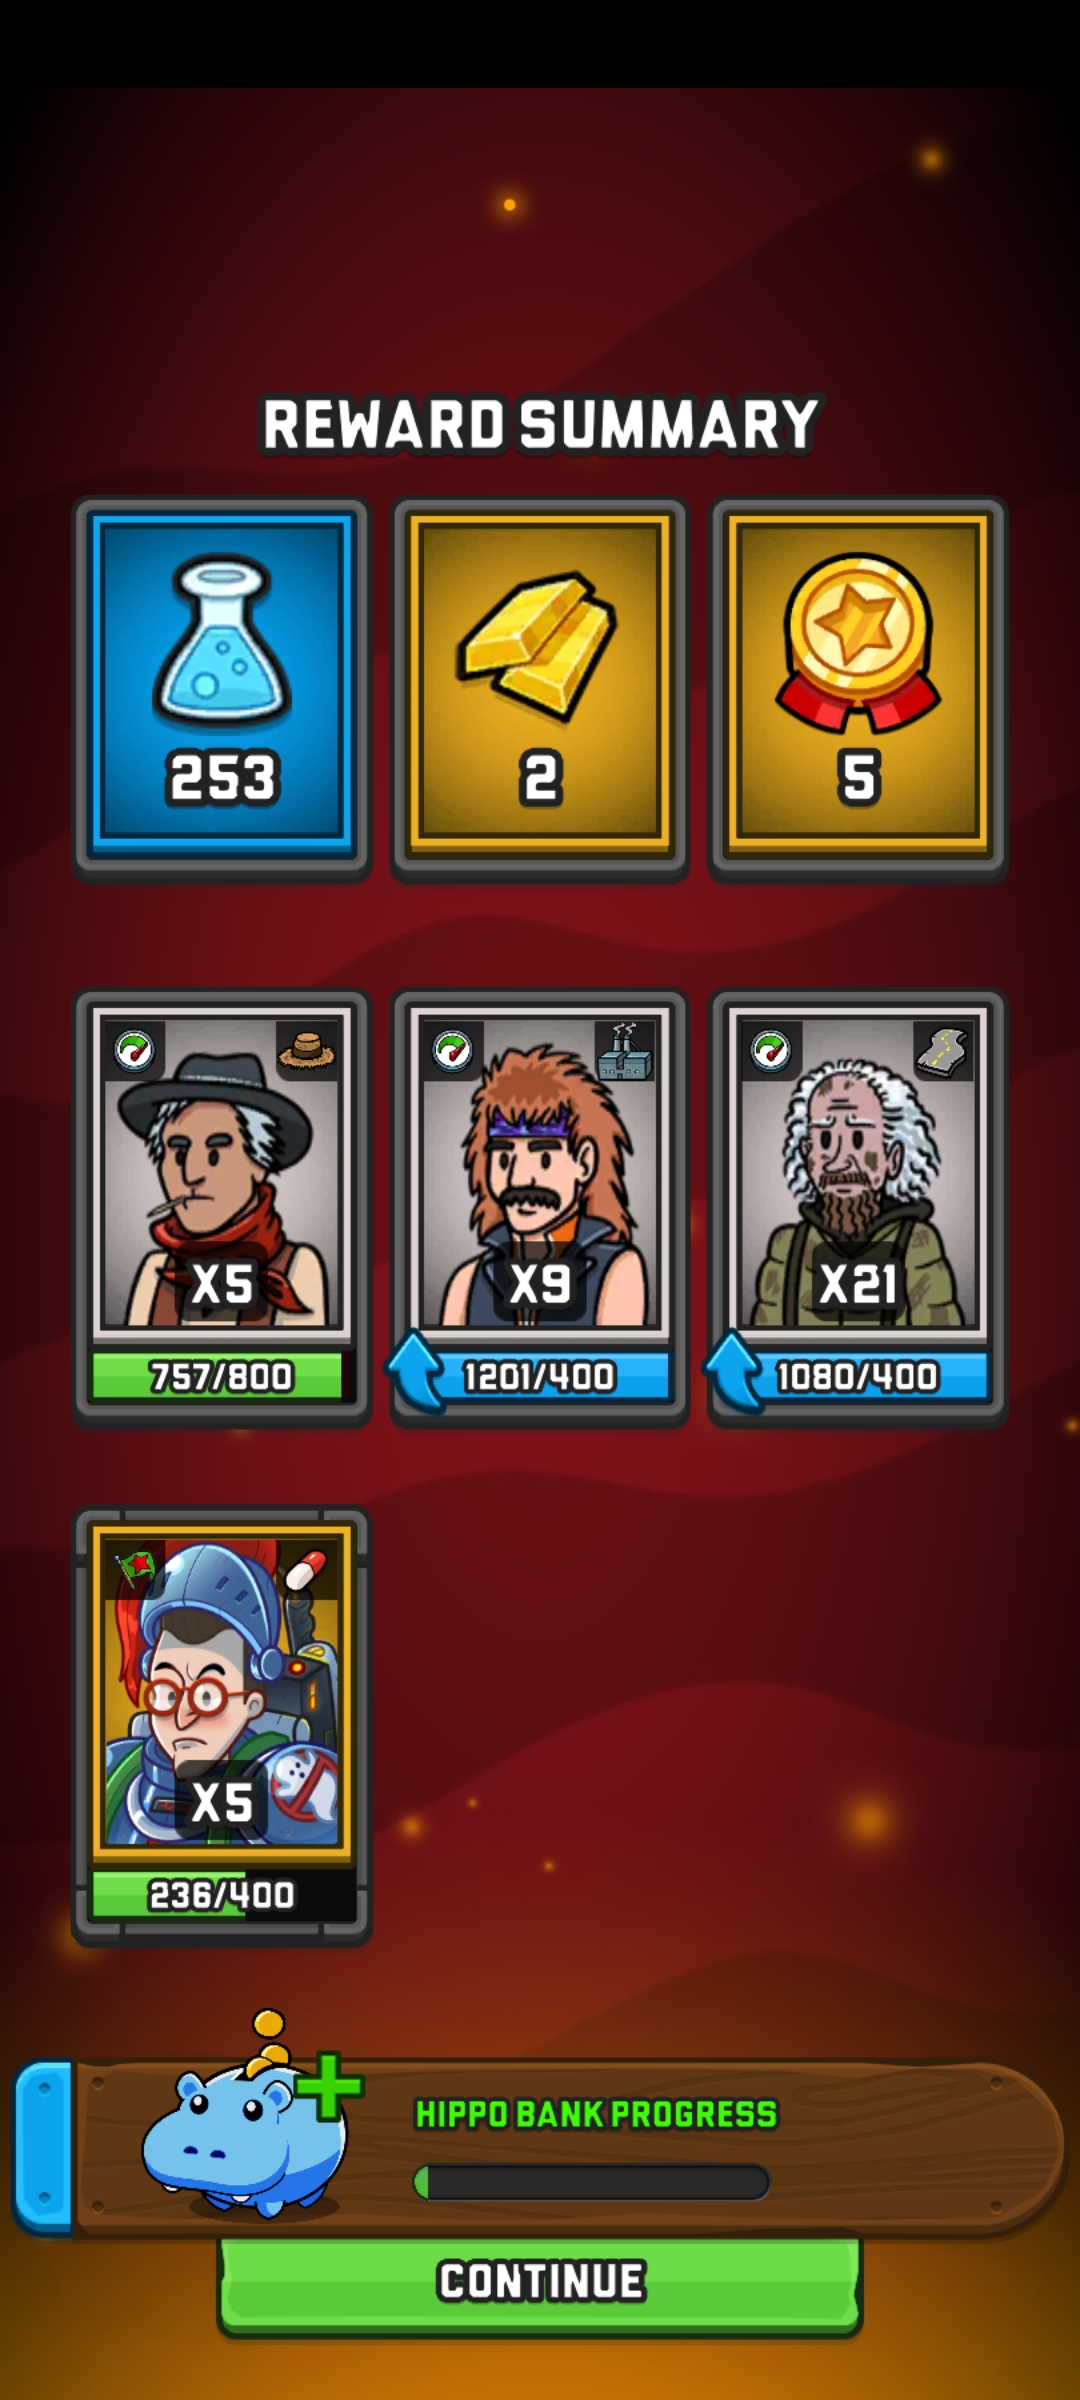 REWARD SUMMARY
253
2
5
X5
X9
X21
757/800
1201/400
1080/400
X5
236/400
HIPPO BANK PROGRESS
CONTINUE